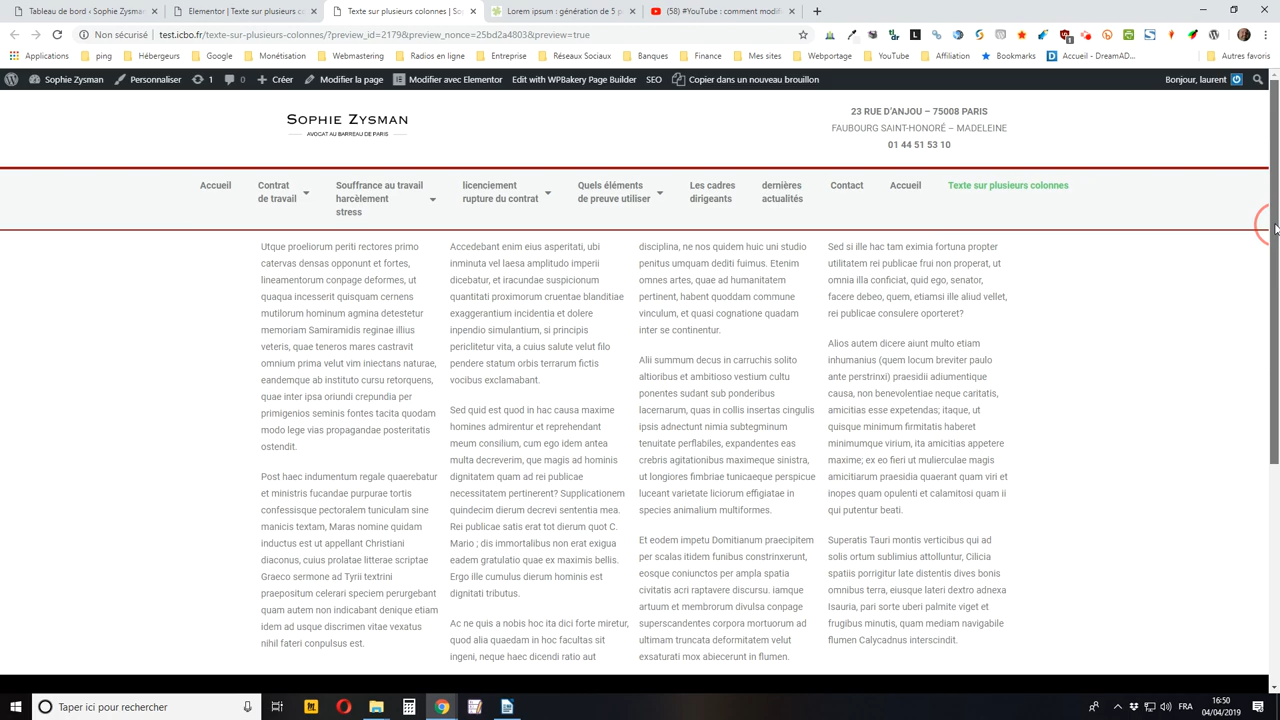 Tableau de bord ‹ Sophie Zysman
Elementor | Texte sur plusieurs co
Texte sur plusieurs colonnes | So
Lorem ipsum : génération de 5 p
(58) #YouTube : comment modifi
Non sécurisé test.icbo.fr/texte-sur-plusieurs-colonnes/?preview_id=2179&preview_nonce=25bd2a4803&preview=true
Applications ping Hébergeurs Google Monétisation Webmastering Radios en ligne Entreprise Réseaux Sociaux Banques Finance Mes sites Webportage YouTube Affiliation Bookmarks Accueil - DreamAD... Autres favoris
Sophie Zysman Personnaliser 1 0 Créer Modifier la page Modifier avec Elementor Edit with WPBakery Page Builder SEO Copier dans un nouveau brouillon Bonjour, laurent
SOPHIE ZYSMAN
AVOCAT AU BARREAU DE PARIS
23 RUE D'ANJOU – 75008 PARIS
FAUBOURG SAINT-HONORÉ – MADELEINE
01 44 51 53 10
Accueil
Contrat
de travail
Souffrance au travail
harcèlement
stress
licenciement
rupture du contrat
Quels éléments
de preuve utiliser
Les cadres
dirigeants
dernières
actualités
Contact
Accueil
Texte sur plusieurs colonnes
Utque proeliorum periti rectores primo
catervas densas opponunt et fortes,
lineamentorum conpage deformes, ut
quaqua incesserit quisquam cernens
mutilorum hominum agmina detestetur
memoriam Samiramidis reginae illius
veteris, quae teneros mares castravit
omnium prima velut vim iniectans naturae,
eandemque ab instituto cursu retorquens,
quae inter ipsa oriundi crepundia per
primigenios seminis fontes tacita quodam
modo lege vias propagandae posteritatis
ostendit.
Post haec indumentum regale quaerebatur
et ministris fucandae purpurae tortis
confessisque pectoralem tuniculam sine
manicis textam, Maras nomine quidam
inductus est ut appellant Christiani
diaconus, cuius prolatae litterae scriptae
Graeco sermone ad Tyrii textrini
praepositum celerari speciem perurgebant
quam autem non indicabant denique etiam
idem ad usque discrimen vitae vexatus
nihil fateri conpulsus est.
Accedebant enim eius asperitati, ubi
inminuta vel laesa amplitudo imperii
dicebatur, et iracundae suspicionum
quantitati proximorum cruentae blanditiae
exaggerantium incidentia et dolere
inpendio simulantium, si principis
periclitetur vita, a cuius salute velut filo
pendere statum orbis terrarum fictis
vocibus exclamabant.
Sed quid est quod in hac causa maxime
homines admirentur et reprehendant
meum consilium, cum ego idem antea
multa decreverim, que magis ad hominis
dignitatem quam ad rei publicae
necessitatem pertinerent? Supplicationem
quindecim dierum decrevi sententia mea.
Rei publicae satis erat tot dierum quot C.
Mario ; dis immortalibus non erat exigua
eadem gratulatio quae ex maximis bellis.
Ergo ille cumulus dierum hominis est
dignitati tributus.
Ac ne quis a nobis hoc ita dici forte miretur,
quod alia quaedam in hoc facultas sit
ingeni, neque haec dicendi ratio aut
disciplina, ne nos quidem huic uni studio
penitus umquam dediti fuimus. Etenim
omnes artes, quae ad humanitatem
pertinent, habent quoddam commune
vinculum, et quasi cognatione quadam
inter se continentur.
Alii summum decus in carruchis solito
altioribus et ambitioso vestium cultu
ponentes sudant sub ponderibus
lacernarum, quas in collis insertas cingulis
ipsis adnectunt nimia subtegminum
tenuitate perflabiles, expandentes eas
crebris agitationibus maximeque sinistra,
ut longiores fimbriae tunicaeque perspicue
luceant varietate liciorum effigiatae in
species animalium multiformes.
Et eodem impetu Domitianum praecipitem
per scalas itidem funibus constrinxerunt,
eosque coniunctos per ampla spatia
civitatis acri raptavere discursu. iamque
artuum et membrorum divulsa conpage
superscandentes corpora mortuorum ad
ultimam truncata deformitatem velut
exsaturati mox abiecerunt in flumen.
Sed si ille hac tam eximia fortuna propter
utilitatem rei publicae frui non properat, ut
omnia illa conficiat, quid ego, senator,
facere debeo, quem, etiamsi ille aliud vellet,
rei publicae consulere oporteret?
Alios autem dicere aiunt multo etiam
inhumanius (quem locum breviter paulo
ante perstrinxi) praesidii adiumentique
causa, non benevolentiae neque caritatis,
amicitias esse expetendas; itaque, ut
quisque minimum firmitatis haberet
minimumque virium, ita amicitias appetere
maxime; ex eo fieri ut mulierculae magis
amicitiarum praesidia quaerant quam viri et
inopes quam opulenti et calamitosi quam ii
qui putentur beati.
Superatis Tauri montis verticibus qui ad
solis ortum sublimius attolluntur, Cilicia
spatiis porrigitur late distentis dives bonis
omnibus terra, eiusque lateri dextro adnexa
Isauria, pari sorte uberi palmite viget et
frugibus minutis, quam mediam navigabile
flumen Calycadnus interscindit.
Taper ici pour rechercher
FRA
16:50
04/04/2019